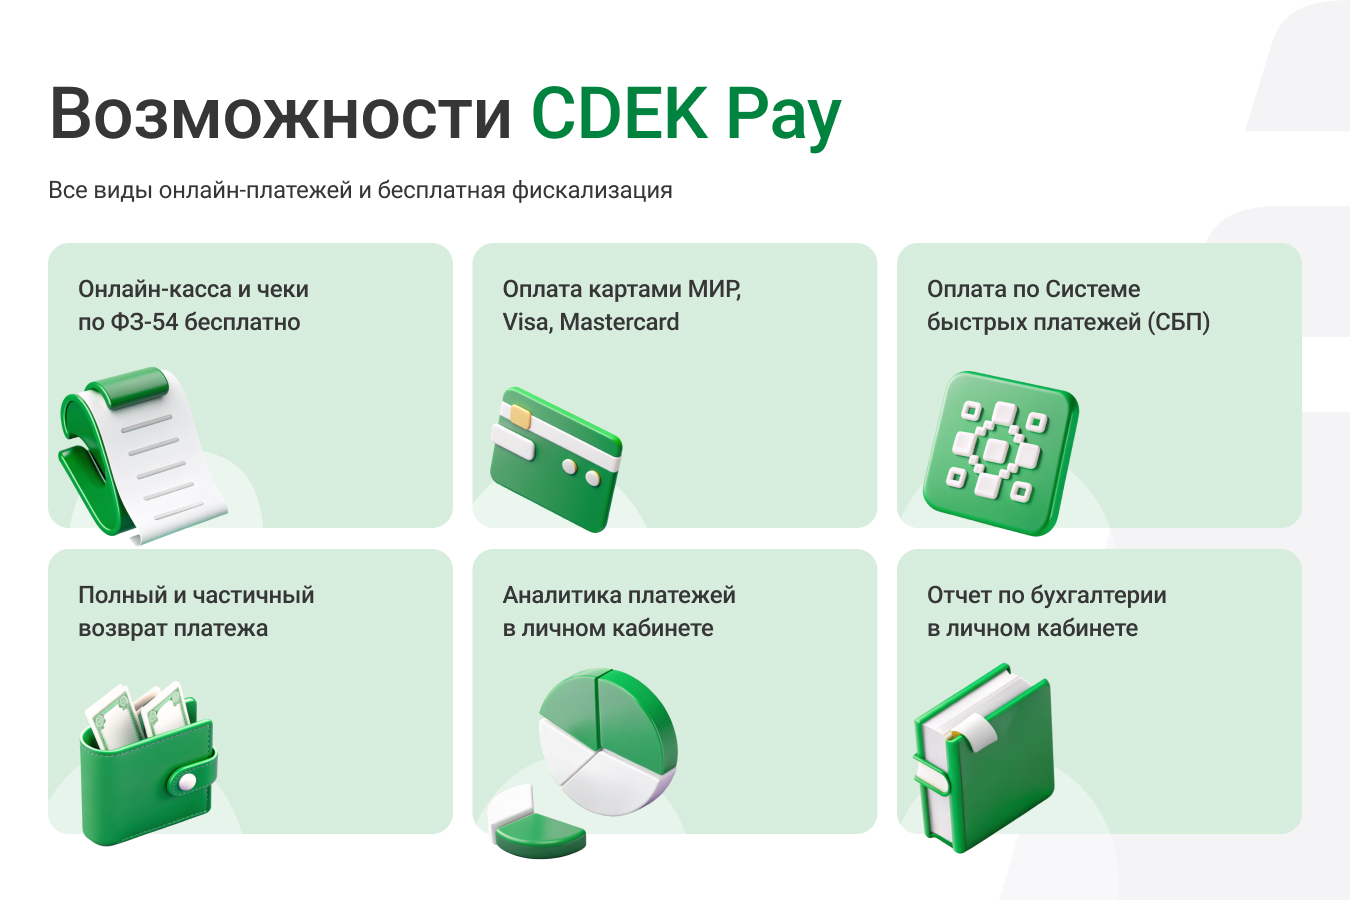 Возможности CDEK Pay
Все виды онлайн-платежей и бесплатная фискализация
Онлайн-касса и чеки
по ФЗ-54 бесплатно
Оплата картами МИР,
Visa, Mastercard
Оплата по Системе
быстрых платежей (СБП)
Полный и частичный
возврат платежа
Аналитика платежей
в личном кабинете
Отчет по бухгалтерии
в личном кабинете